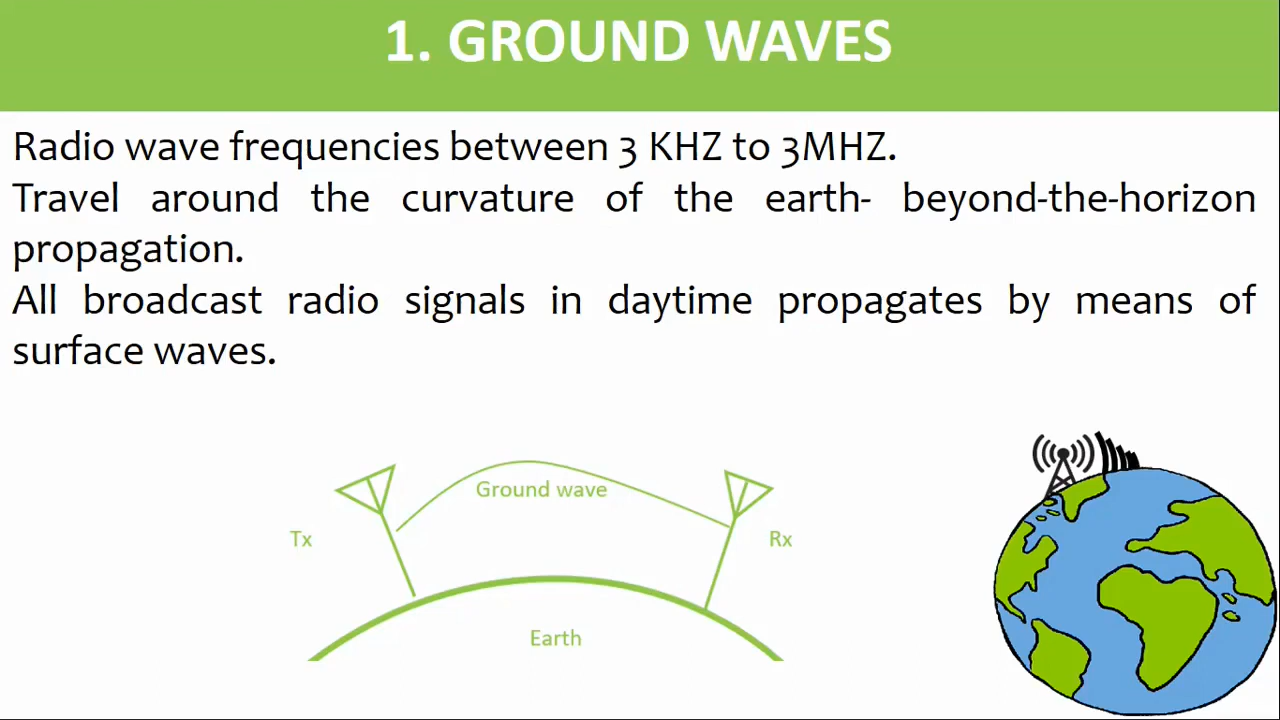 1. GROUND WAVES
Radio wave frequencies between 3 KHZ to 3MHZ.
Travel around the curvature of the earth- beyond-the-horizon
propagation.
All broadcast radio signals in daytime propagates by means of
surface waves.
Ground wave
Tx
Rx
Earth